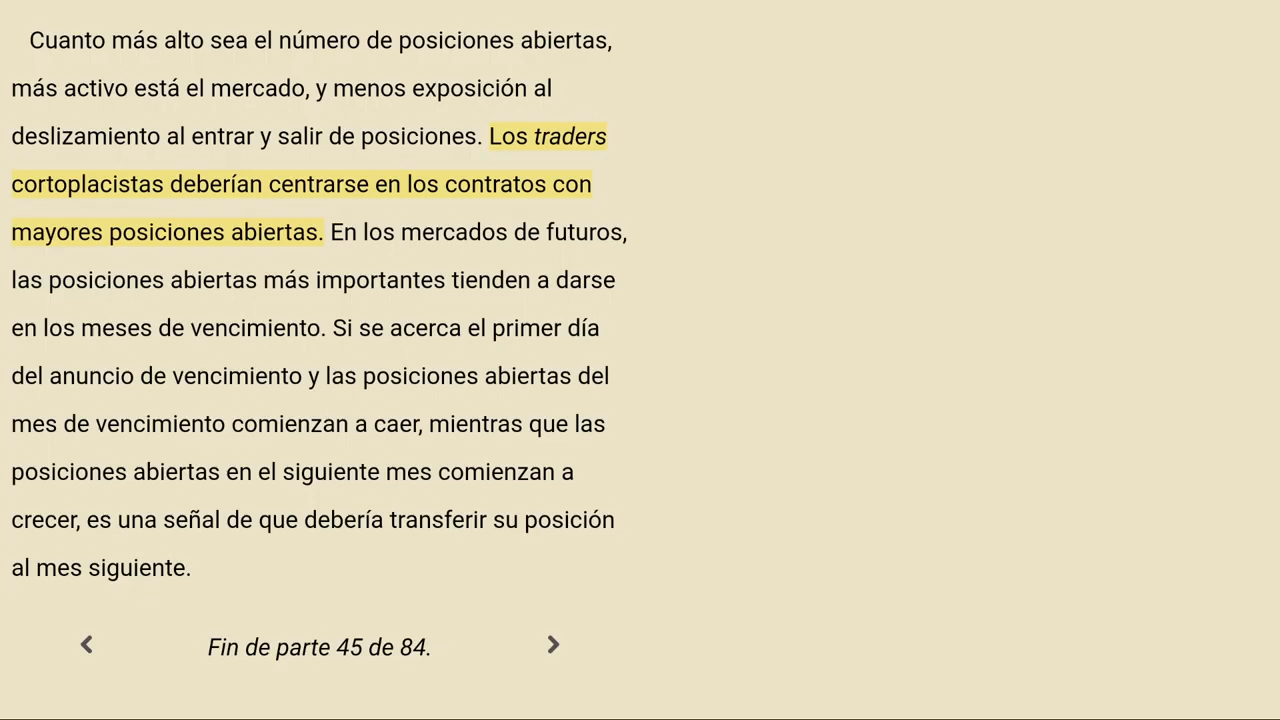 Cuanto más alto sea el número de posiciones abiertas,
más activo está el mercado, y menos exposición al
deslizamiento al entrar y salir de posiciones. Los traders
cortoplacistas deberían centrarse en los contratos con
mayores posiciones abiertas. En los mercados de futuros,
las posiciones abiertas más importantes tienden a darse
en los meses de vencimiento. Si se acerca el primer día
del anuncio de vencimiento y las posiciones abiertas del
mes de vencimiento comienzan a caer, mientras que las
posiciones abiertas en el siguiente mes comienzan a
crecer, es una señal de que debería transferir su posición
al mes siguiente.
Fin de parte 45 de 84.